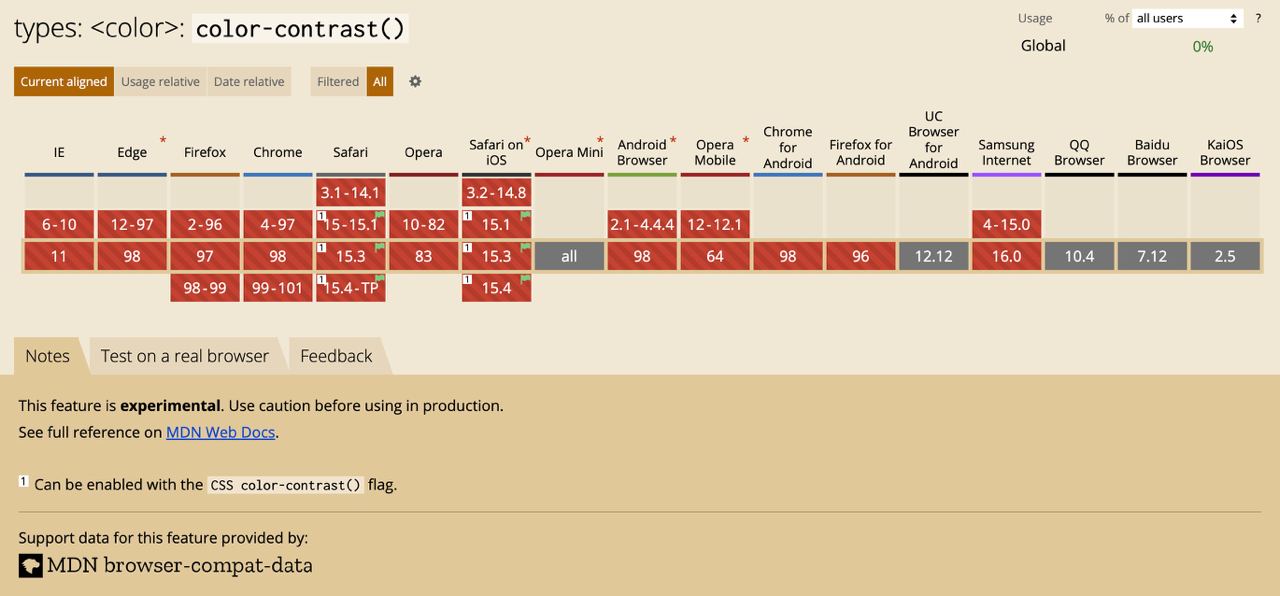 types: <color>: color-contrast()
Usage % of all users ?
Global 0%
Current aligned Usage relative Date relative Filtered All
IE Edge * Firefox Chrome Safari Opera Safari on iOS * Opera Mini * Android Browser * Opera Mobile * Chrome for Android Firefox for Android UC Browser for Android Samsung Internet QQ Browser Baidu Browser KaiOS Browser
3.1-14.1 3.2-14.8
6-10 12-97 2-96 4-97 1 15-15.1 10-82 1 15.1 2.1-4.4.4 12-12.1 4-15.0
11 98 97 98 1 15.3 83 1 15.3 all 98 64 98 96 12.12 16.0 10.4 7.12 2.5
98-99 99-101 1 15.4-TP 1 15.4
Notes Test on a real browser Feedback
This feature is experimental. Use caution before using in production.
See full reference on MDN Web Docs.
1 Can be enabled with the CSS color-contrast() flag.
Support data for this feature provided by:
MDN browser-compat-data